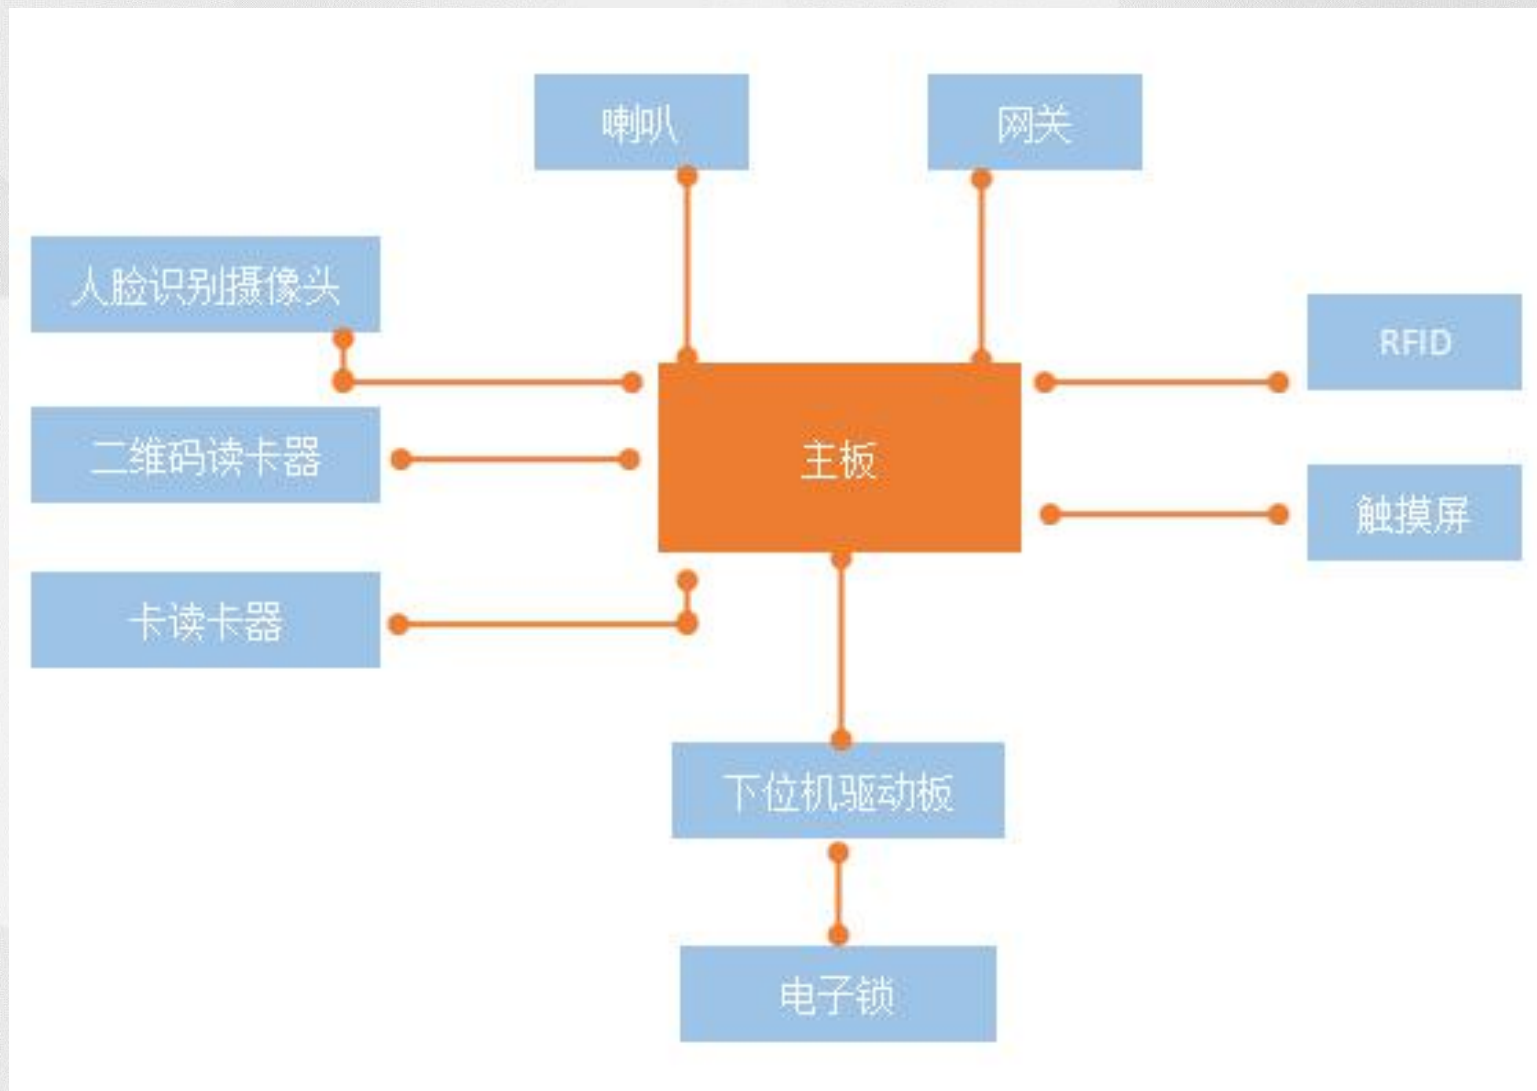 喇叭
网关
人脸识别摄像头
RFID
二维码读卡器
主板
触摸屏
卡读卡器
下位机驱动板
电子锁